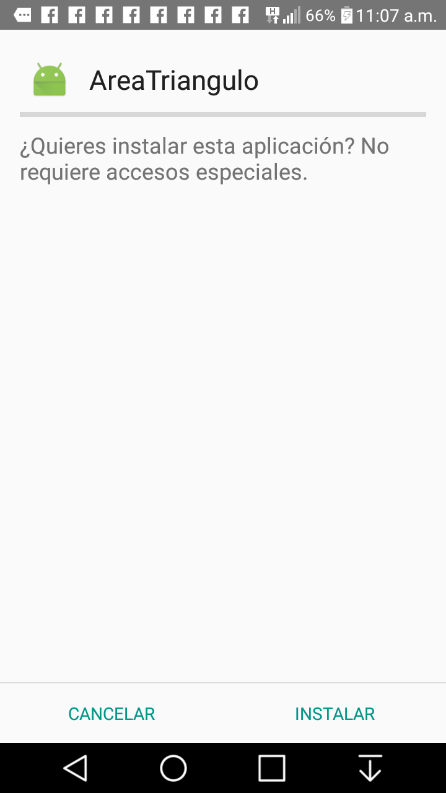 H 66% 11:07 a.m.
AreaTriangulo
¿Quieres instalar esta aplicación? No
requiere accesos especiales.
CANCELAR INSTALAR